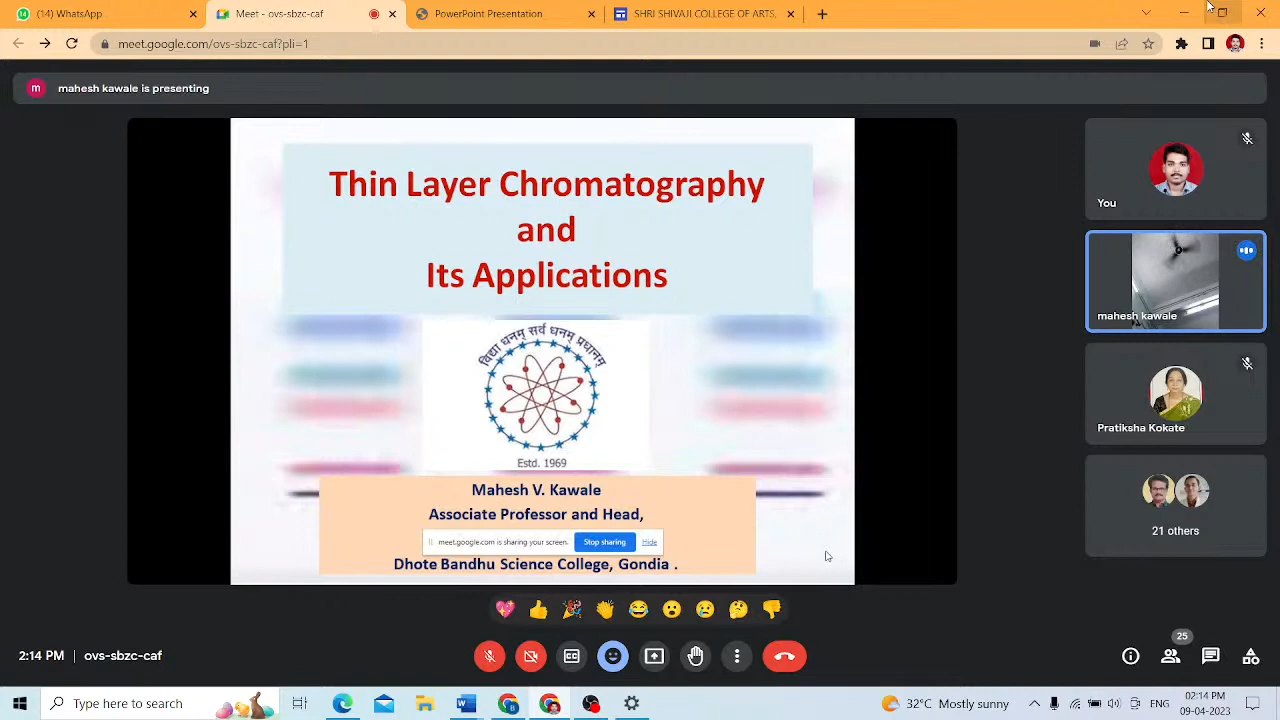 14
(14) WhatsApp
Meet - ovs-sbzc-caf
PowerPoint Presentation
SHRI SHIVAJI COLLEGE OF ARTS,
meet.google.com/ovs-sbzc-caf?pli=1
m
mahesh kawale is presenting
Thin Layer Chromatography
and
Its Applications
विद्या धनम् सर्व धनम् प्रधानम्
Estd. 1969
Mahesh V. Kawale
Associate Professor and Head,
meet.google.com is sharing your screen.
Stop sharing
Hide
Dhote Bandhu Science College, Gondia .
You
mahesh kawale
Pratiksha Kokate
21 others
2:14 PM | ovs-sbzc-caf
25
Type here to search
B
32°C Mostly sunny
ENG
02:14 PM
09-04-2023